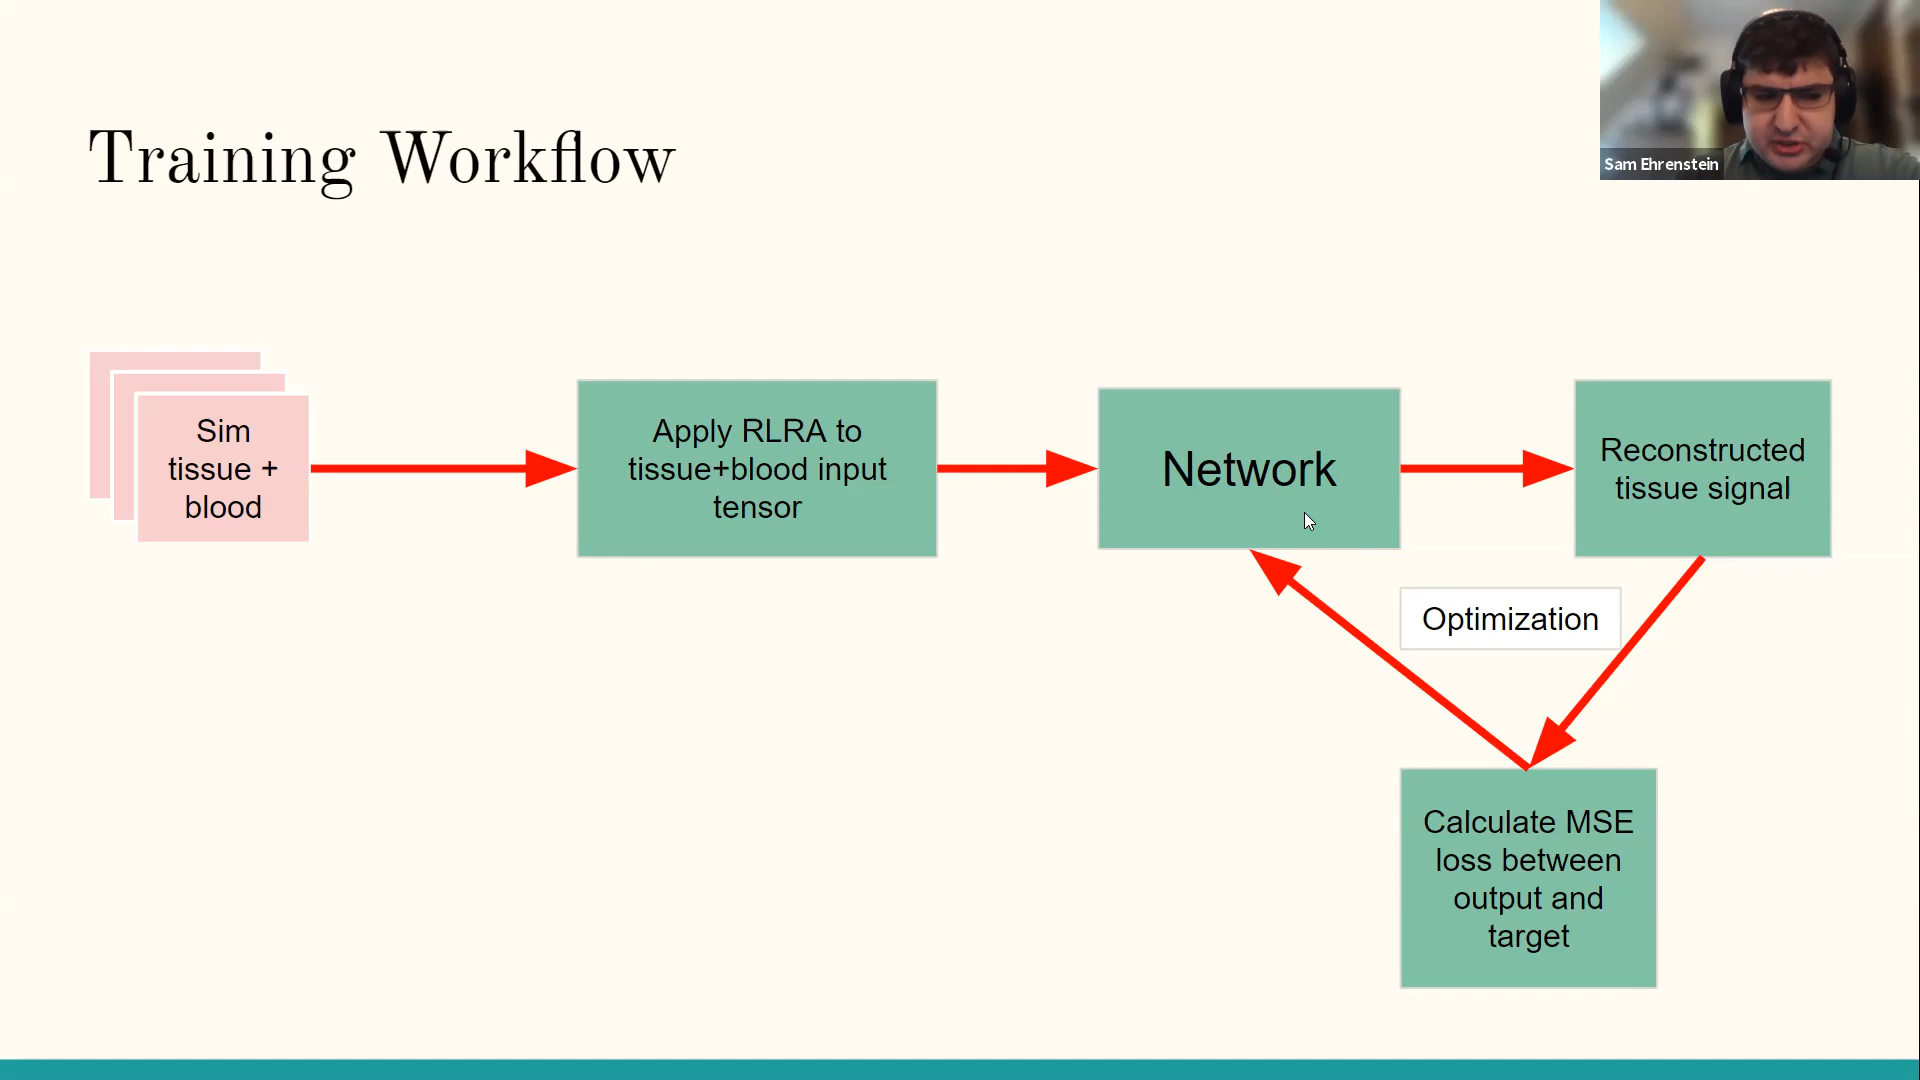 Training Workflow
Sam Ehrenstein
Sim
tissue +
blood
Apply RLRA to
tissue+blood input
tensor
Network
Reconstructed
tissue signal
Optimization
Calculate MSE
loss between
output and
target